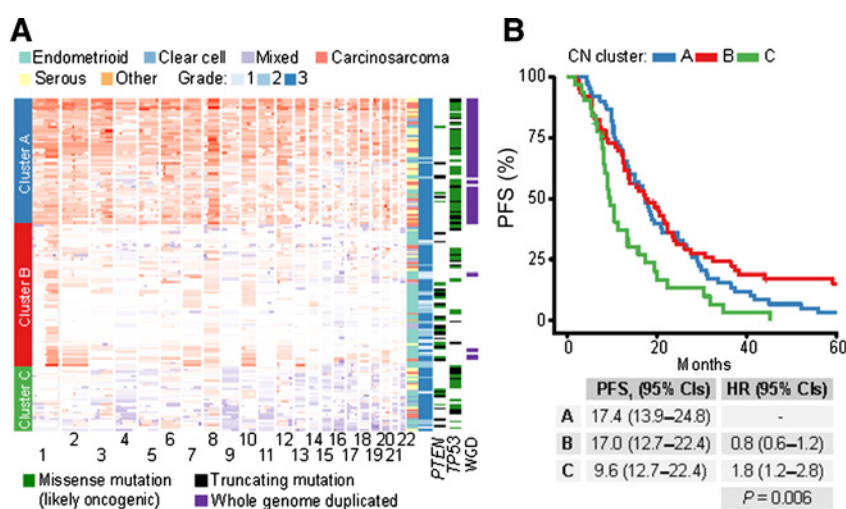 A
Endometrioid Clear cell Mixed Carcinosarcoma
Serous Other Grade: 1 2 3
Cluster A
Cluster B
Cluster C
1 2 3 4 5 6 7 8 9 10 11 12 13 14 15 16 17 18 19 20 21 22
PTEN TP53 WGD
Missense mutation
(likely oncogenic)
Truncating mutation
Whole genome duplicated
B
CN cluster: A B C
PFS (%)
100
75
50
25
0
0 20 40 60
Months
PFS, (95% CIs) HR (95% CIs)
A 17.4 (13.9–24.8) -
B 17.0 (12.7–22.4) 0.8 (0.6–1.2)
C 9.6 (12.7–22.4) 1.8 (1.2–2.8)
P = 0.006